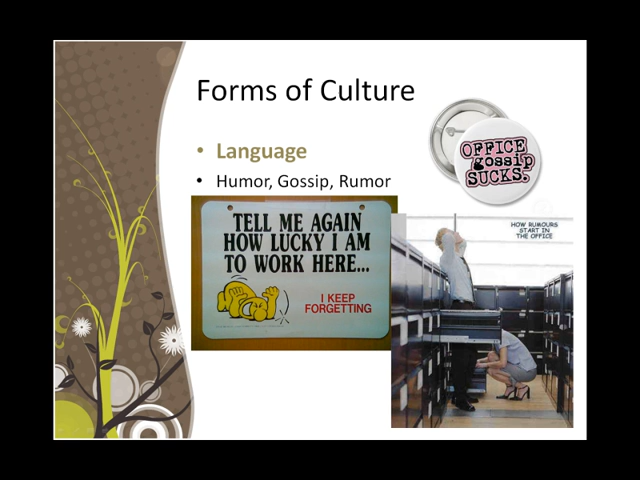 Forms of Culture
• Language
• Humor, Gossip, Rumor
OFFICE
gossip
SUCKS.
TELL ME AGAIN
HOW LUCKY I AM
TO WORK HERE...
I KEEP
FORGETTING
HOW RUMOURS
START IN
THE OFFICE